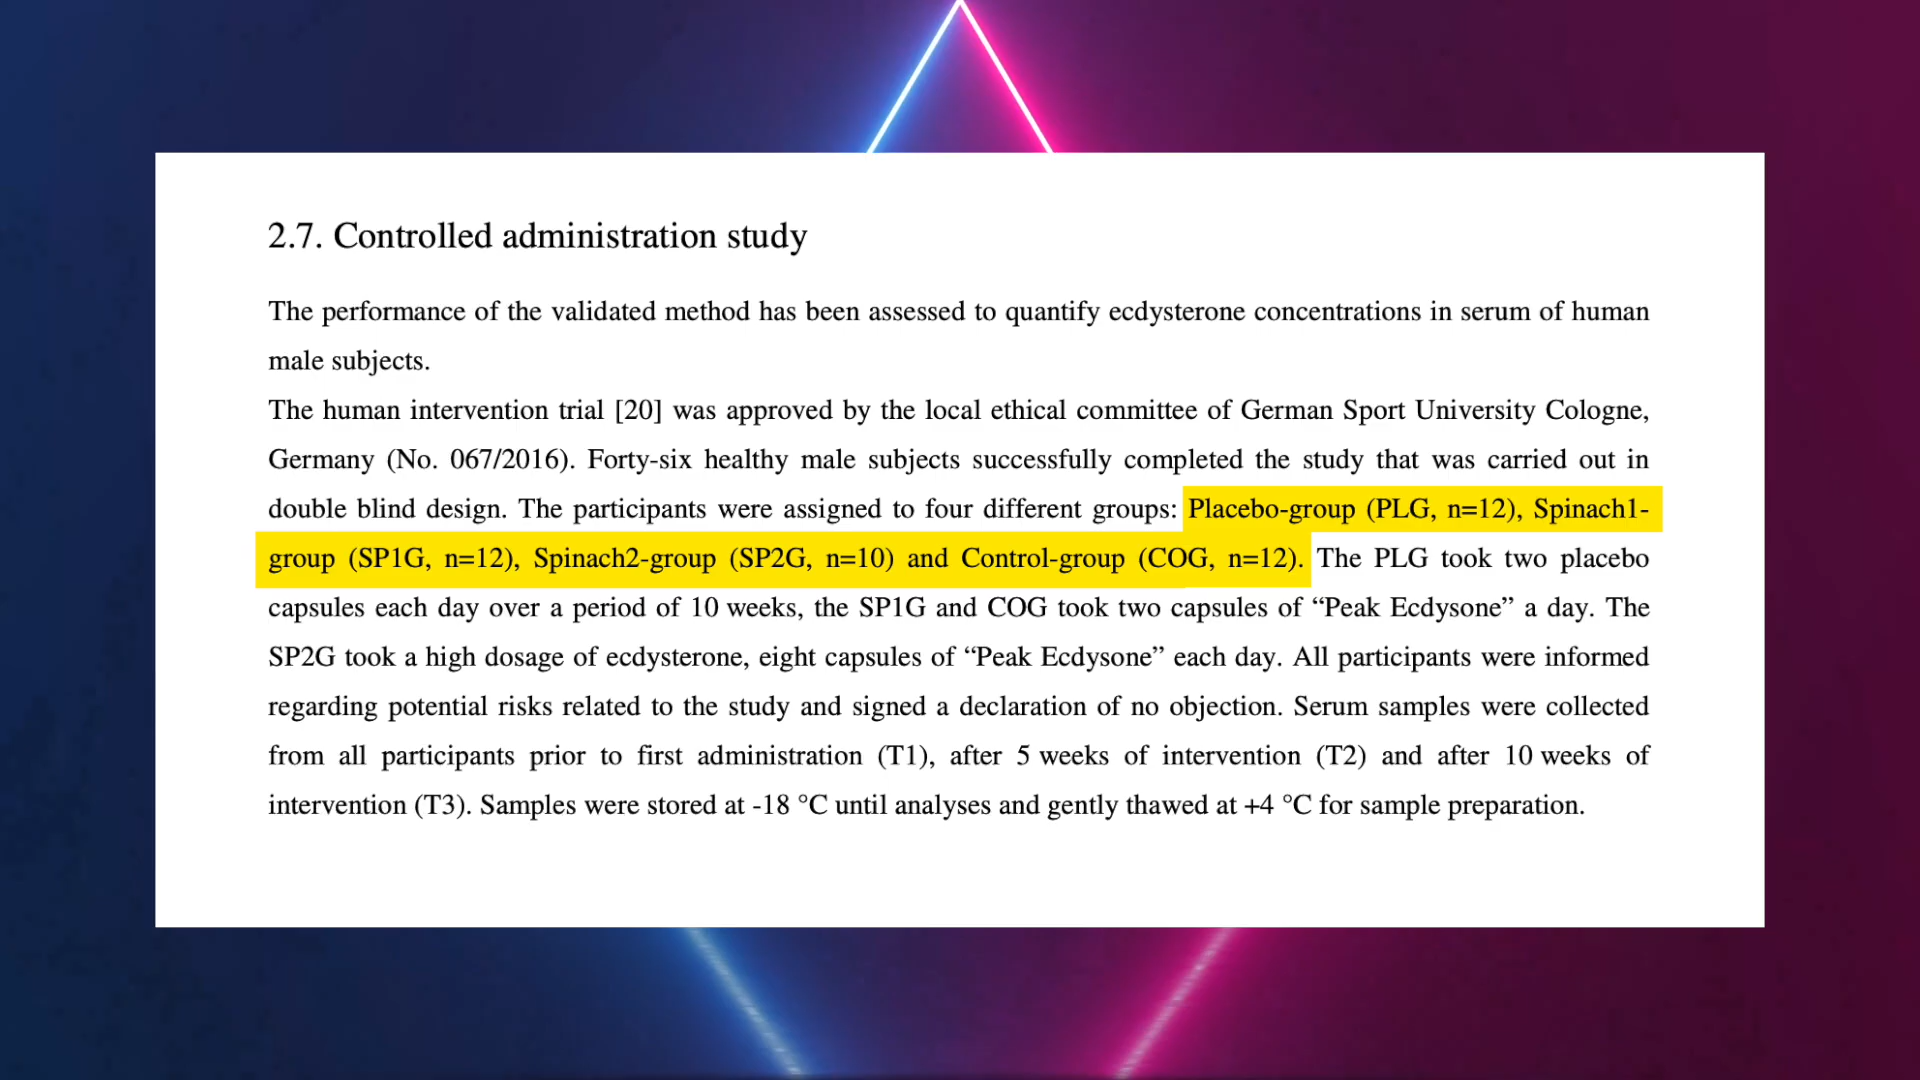 2.7. Controlled administration study
The performance of the validated method has been assessed to quantify ecdysterone concentrations in serum of human
male subjects.
The human intervention trial [20] was approved by the local ethical committee of German Sport University Cologne,
Germany (No. 067/2016). Forty-six healthy male subjects successfully completed the study that was carried out in
double blind design. The participants were assigned to four different groups: Placebo-group (PLG, n=12), Spinach1-
group (SP1G, n=12), Spinach2-group (SP2G, n=10) and Control-group (COG, n=12). The PLG took two placebo
capsules each day over a period of 10 weeks, the SP1G and COG took two capsules of “Peak Ecdysone” a day. The
SP2G took a high dosage of ecdysterone, eight capsules of “Peak Ecdysone” each day. All participants were informed
regarding potential risks related to the study and signed a declaration of no objection. Serum samples were collected
from all participants prior to first administration (T1), after 5 weeks of intervention (T2) and after 10 weeks of
intervention (T3). Samples were stored at -18 °C until analyses and gently thawed at +4 °C for sample preparation.